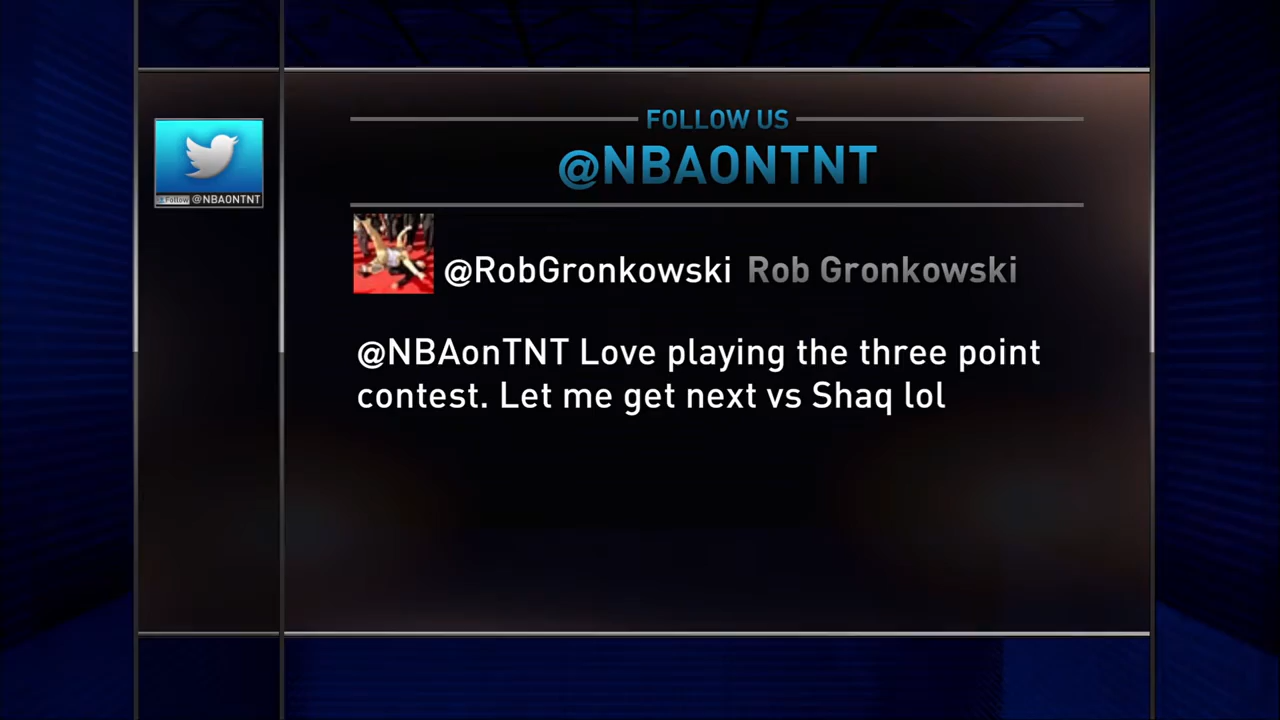 FOLLOW US
@NBAONTNT
Follow @NBAONTNT
@RobGronkowski Rob Gronkowski
@NBAonTNT Love playing the three point
contest. Let me get next vs Shaq lol